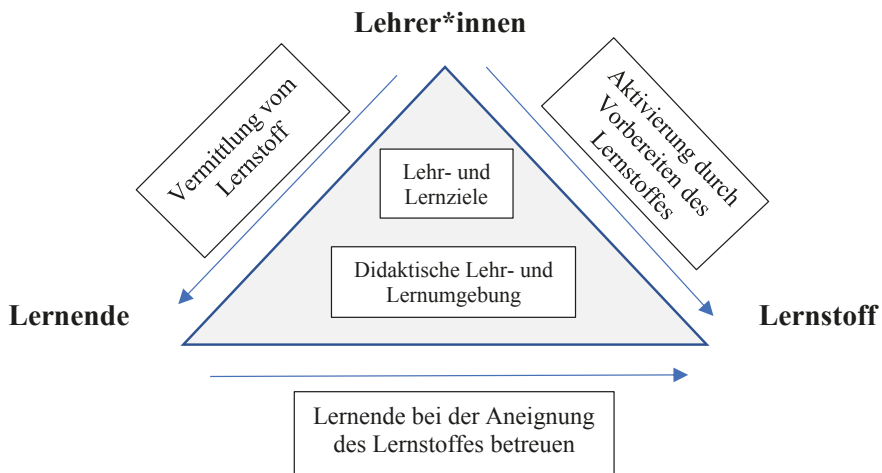 Lehrer*innen
Vermittlung vom
Lernstoff
Aktivierung durch
Vorbereiten des
Lernstoffes
Lehr- und
Lernziele
Didaktische Lehr- und
Lernumgebung
Lernende
Lernstoff
Lernende bei der Aneignung
des Lernstoffes betreuen